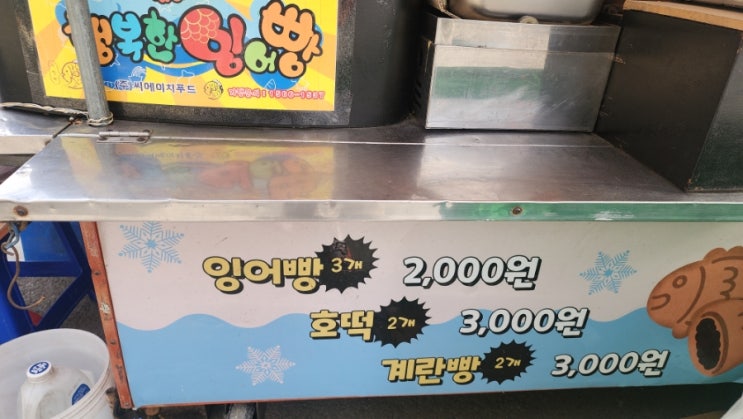 행복한 잉어빵
(주)씨에이치푸드
잉어빵 3개 2,000원
호떡 2개 3,000원
계란빵 2개 3,000원